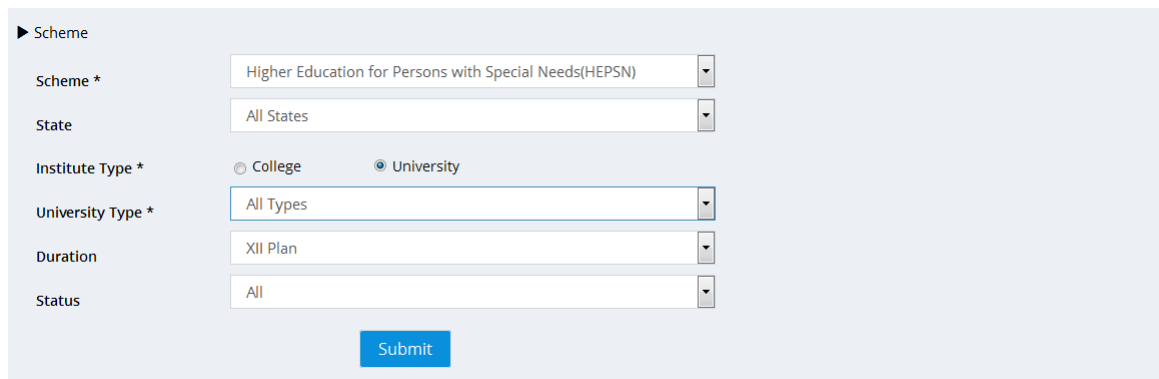 Scheme
Scheme * Higher Education for Persons with Special Needs(HEPSN)
State All States
Institute Type * College University
University Type * All Types
Duration XII Plan
Status All
Submit